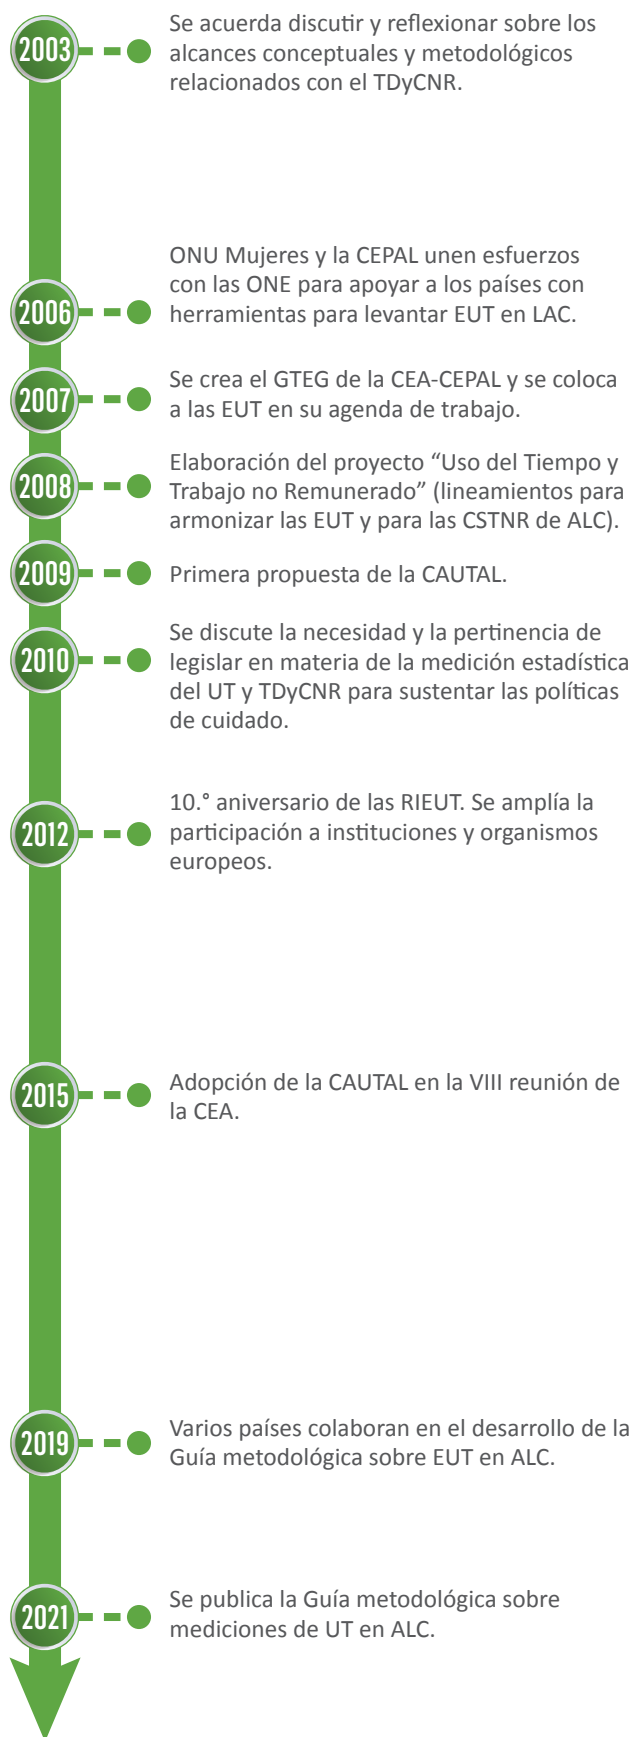 2003
Se acuerda discutir y reflexionar sobre los
alcances conceptuales y metodológicos
relacionados con el TDyCNR.
2006
ONU Mujeres y la CEPAL unen esfuerzos
con las ONE para apoyar a los países con
herramientas para levantar EUT en LAC.
2007
Se crea el GTEG de la CEA-CEPAL y se coloca
a las EUT en su agenda de trabajo.
2008
Elaboración del proyecto “Uso del Tiempo y
Trabajo no Remunerado” (lineamientos para
armonizar las EUT y para las CSTNR de ALC).
2009
Primera propuesta de la CAUTAL.
2010
Se discute la necesidad y la pertinencia de
legislar en materia de la medición estadística
del UT y TDyCNR para sustentar las políticas
de cuidado.
2012
10.° aniversario de las RIEUT. Se amplía la
participación a instituciones y organismos
europeos.
2015
Adopción de la CAUTAL en la VIII reunión de
la CEA.
2019
Varios países colaboran en el desarrollo de la
Guía metodológica sobre EUT en ALC.
2021
Se publica la Guía metodológica sobre
mediciones de UT en ALC.